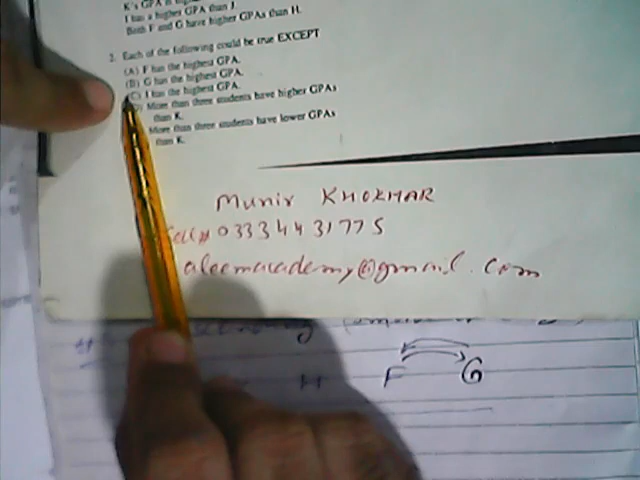 K's GPA is
I has a higher GPA than J.
Both F and G have higher GPAs than H.
2. Each of the following could be true EXCEPT
(A) F has the highest GPA.
(B) G has the highest GPA.
(C) I has the highest GPA.
More than three students have higher GPAs
than K.
More than three students have lower GPAs
than K.
Munir KHOKHAR
Cell# 0333 4431775
aleemacademy@gmail.com
H F G